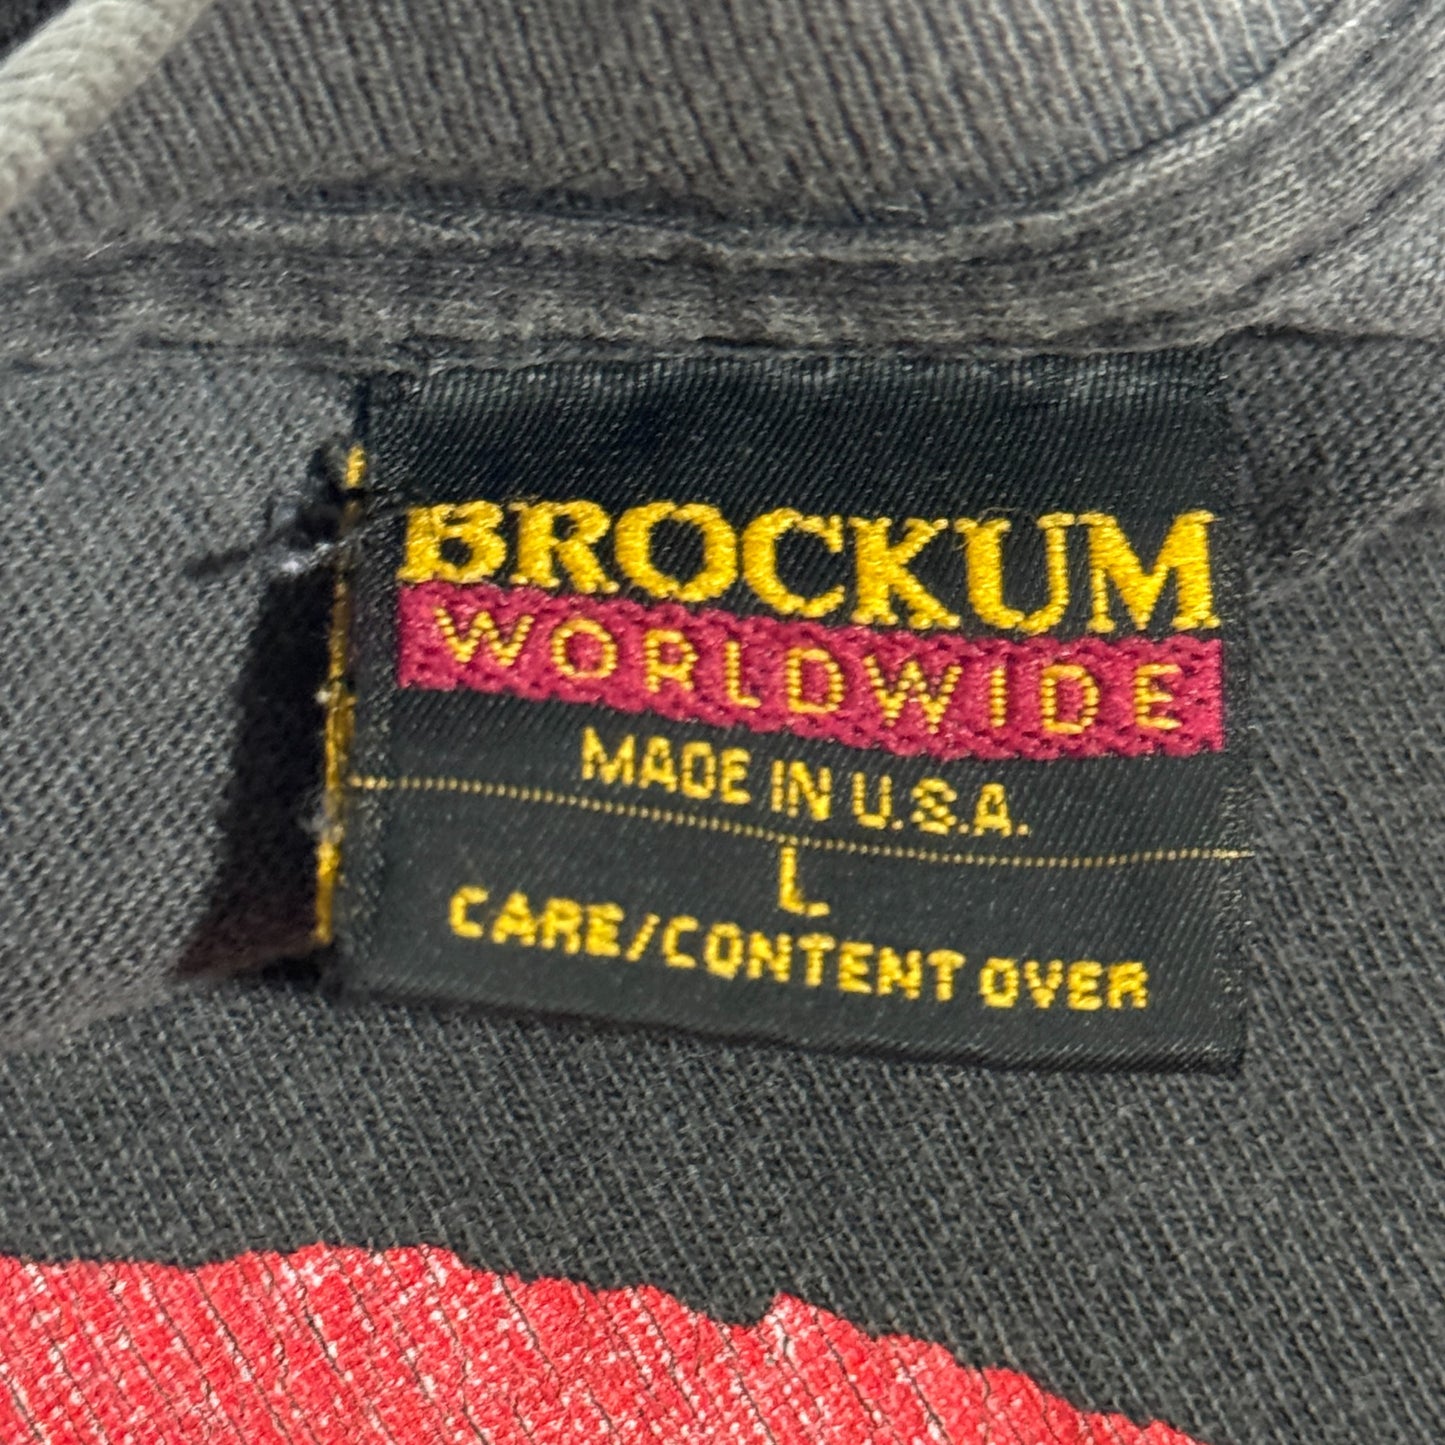 BROCKUM
WORLDWIDE
MADE IN U.S.A.
L
CARE/CONTENT OVER